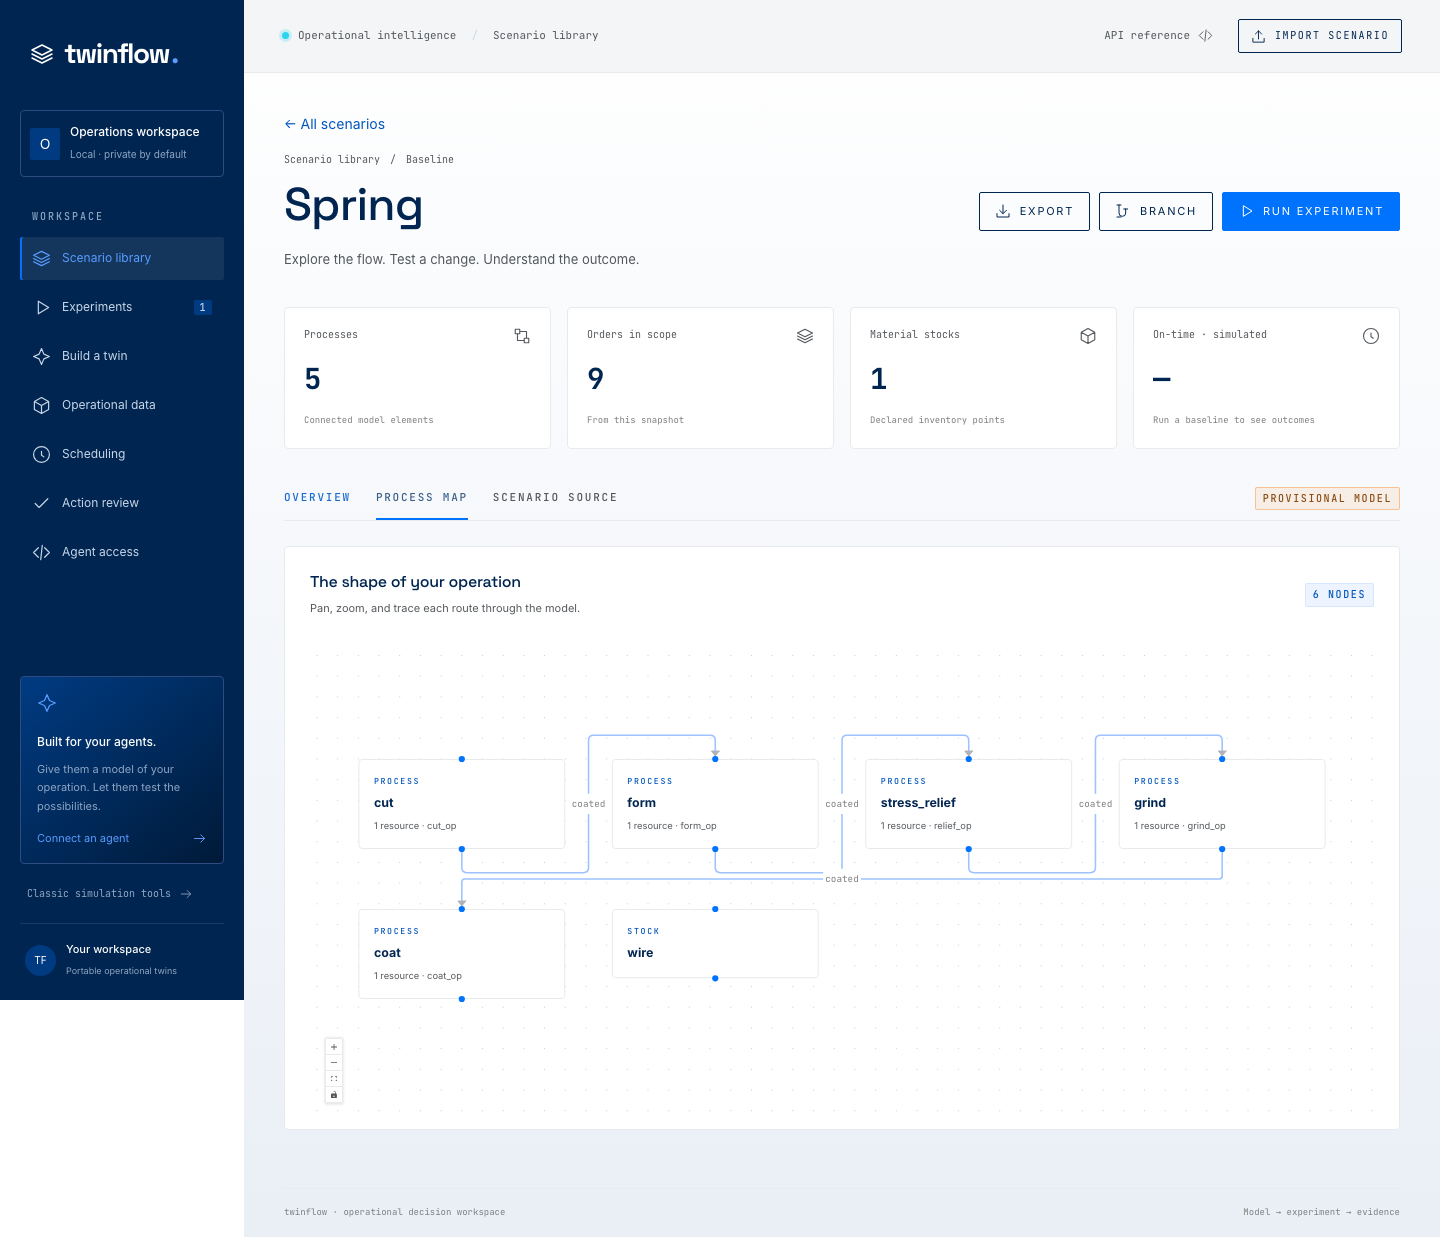 twinflow.
O
Operations workspace
Local · private by default
WORKSPACE
Scenario library
Experiments
1
Build a twin
Operational data
Scheduling
Action review
Agent access
Built for your agents.
Give them a model of your
operation. Let them test the
possibilities.
Connect an agent →
Classic simulation tools →
TF
Your workspace
Portable operational twins
Operational intelligence / Scenario library
API reference
IMPORT SCENARIO
← All scenarios
Scenario library / Baseline
Spring
EXPORT
BRANCH
RUN EXPERIMENT
Explore the flow. Test a change. Understand the outcome.
Processes
5
Connected model elements
Orders in scope
9
From this snapshot
Material stocks
1
Declared inventory points
On-time · simulated
—
Run a baseline to see outcomes
OVERVIEW
PROCESS MAP
SCENARIO SOURCE
PROVISIONAL MODEL
The shape of your operation
Pan, zoom, and trace each route through the model.
6 NODES
PROCESS
cut
1 resource · cut_op
coated
PROCESS
form
1 resource · form_op
coated
PROCESS
stress_relief
1 resource · relief_op
coated
PROCESS
grind
1 resource · grind_op
coated
PROCESS
coat
1 resource · coat_op
STOCK
wire
twinflow · operational decision workspace
Model → experiment → evidence